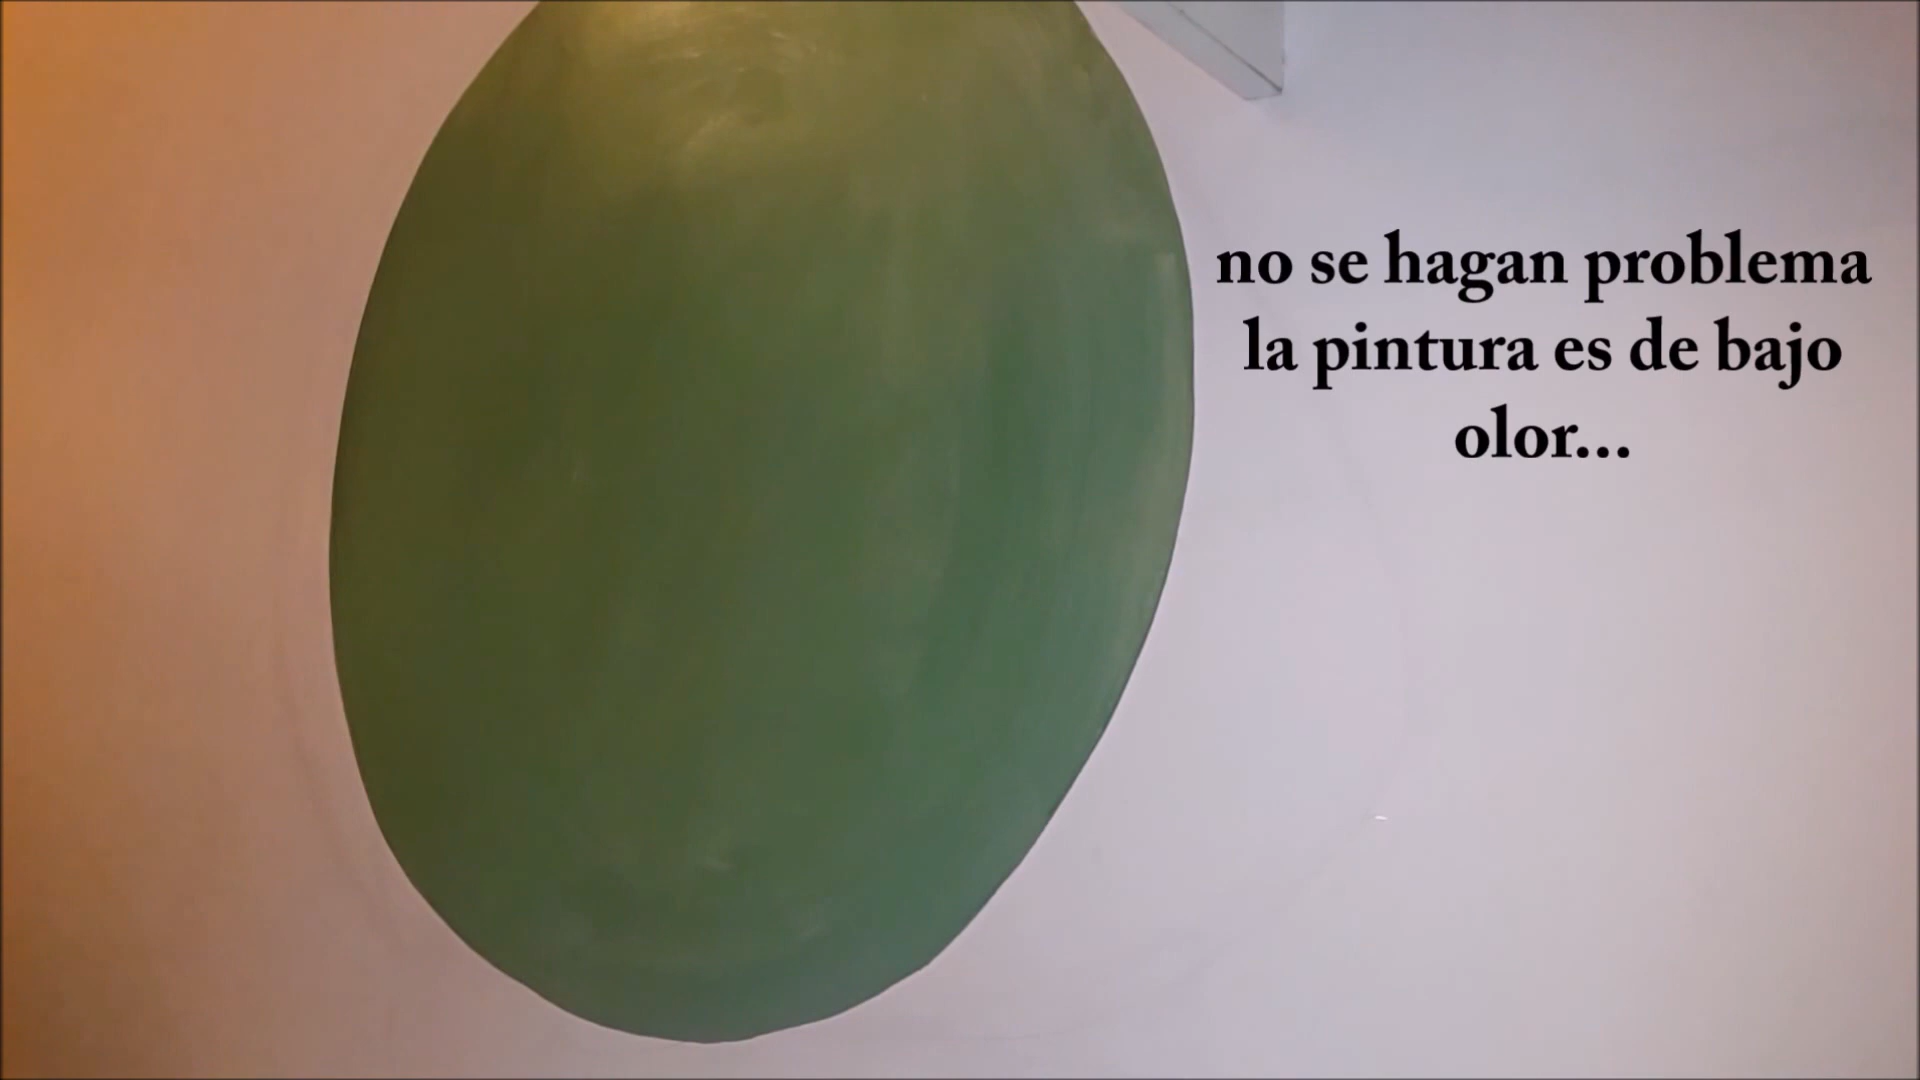 no se hagan problema
la pintura es de bajo
olor...